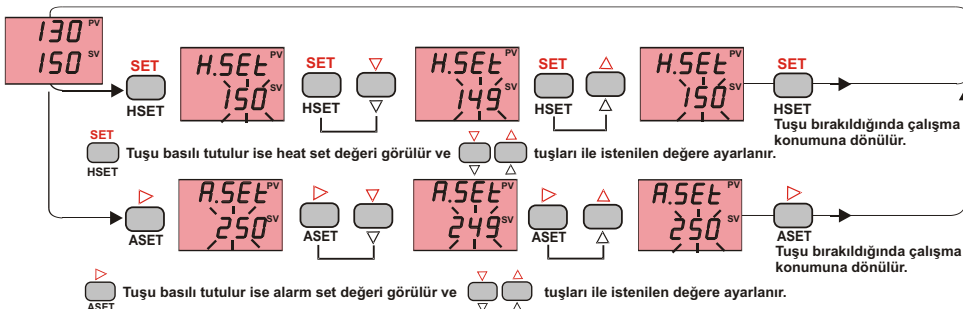 130 PV
150 SV
SET
HSET
H.SEt PV
150 SV
SET
HSET
H.SEt PV
149 SV
SET
HSET
H.SEt PV
150 SV
SET
HSET
Tuşu bırakıldığında çalışma
konumuna dönülür.
SET
HSET
Tuşu basılı tutulur ise heat set değeri görülür ve tuşları ile istenilen değere ayarlanır.
ASET
A.SEt PV
250 SV
ASET
A.SEt PV
249 SV
ASET
A.SEt PV
250 SV
ASET
Tuşu bırakıldığında çalışma
konumuna dönülür.
Tuşu basılı tutulur ise alarm set değeri görülür ve tuşları ile istenilen değere ayarlanır.
ASET